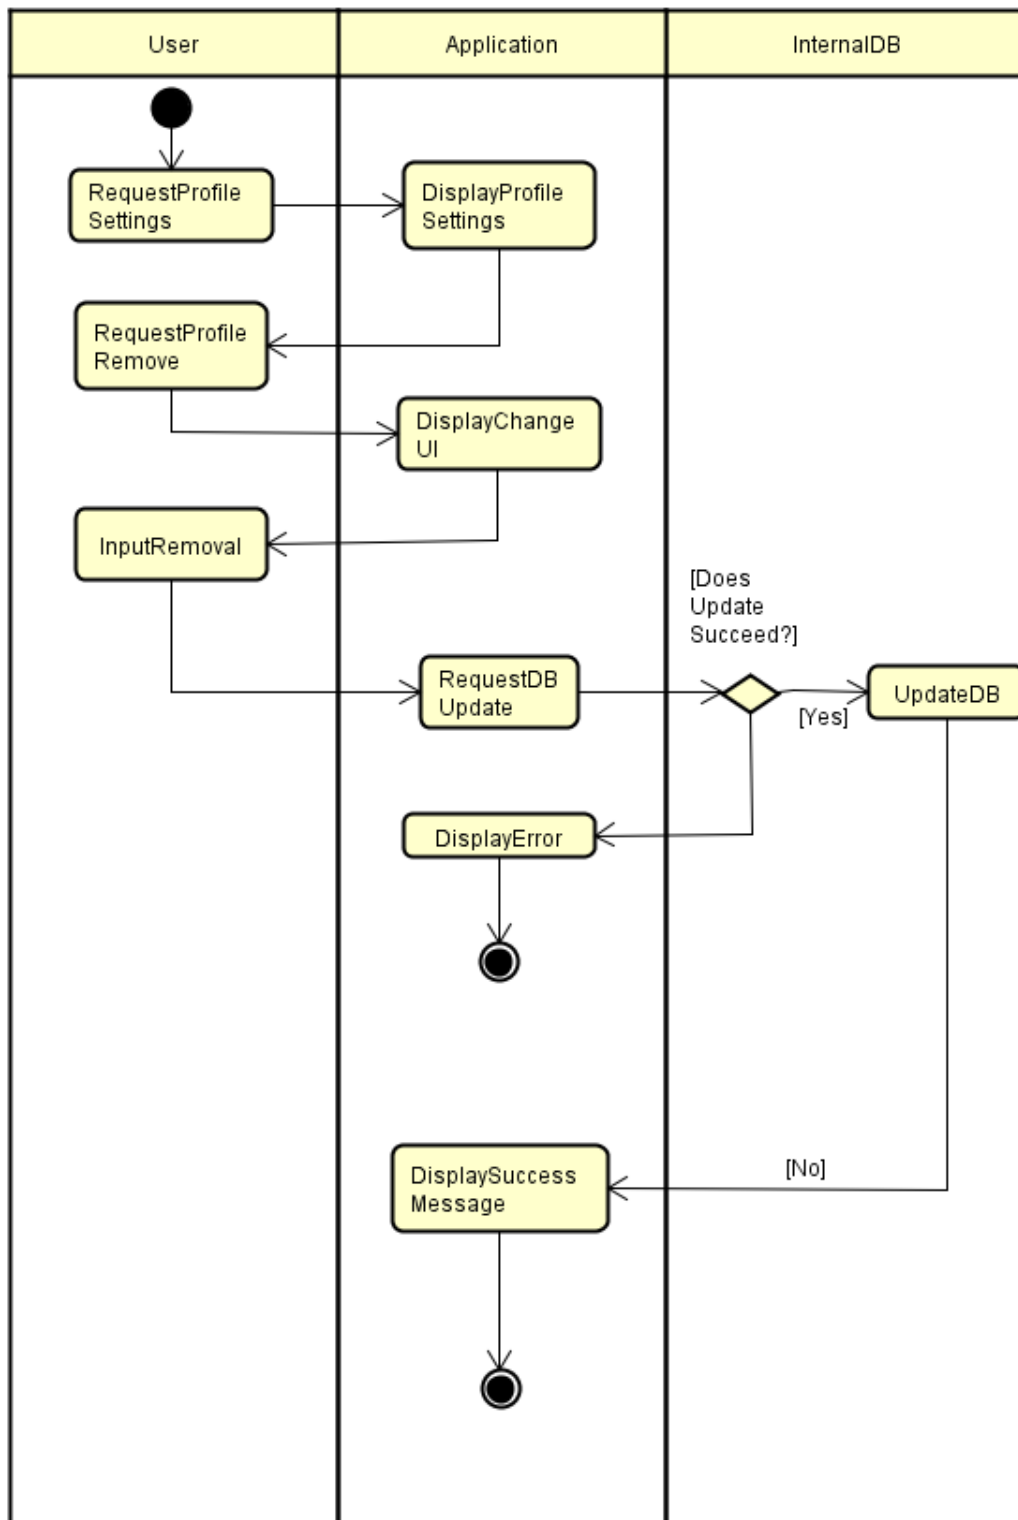 User
Application
InternalDB
RequestProfile
Settings
DisplayProfile
Settings
RequestProfile
Remove
DisplayChange
UI
InputRemoval
[Does
Update
Succeed?]
RequestDB
Update
[Yes]
UpdateDB
DisplayError
DisplaySuccess
Message
[No]